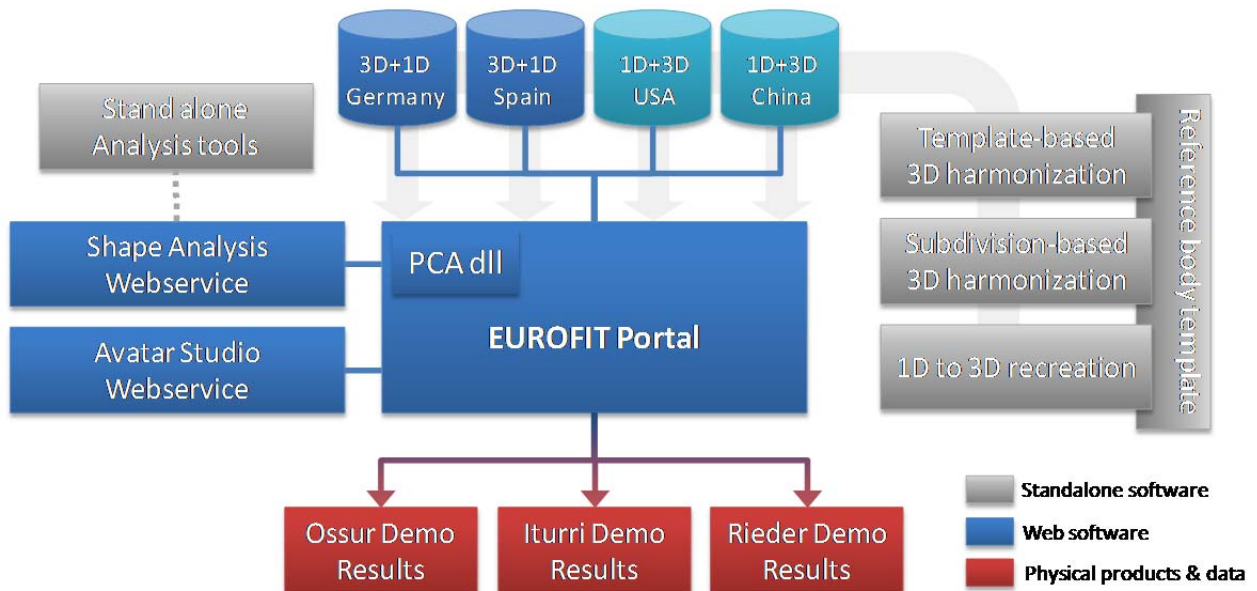 3D+1D
Germany
3D+1D
Spain
1D+3D
USA
1D+3D
China
Stand alone
Analysis tools
Shape Analysis
Webservice
Avatar Studio
Webservice
PCA dll
EUROFIT Portal
Template-based
3D harmonization
Subdivision-based
3D harmonization
1D to 3D recreation
Reference body template
Ossur Demo
Results
Iturri Demo
Results
Rieder Demo
Results
Standalone software
Web software
Physical products & data